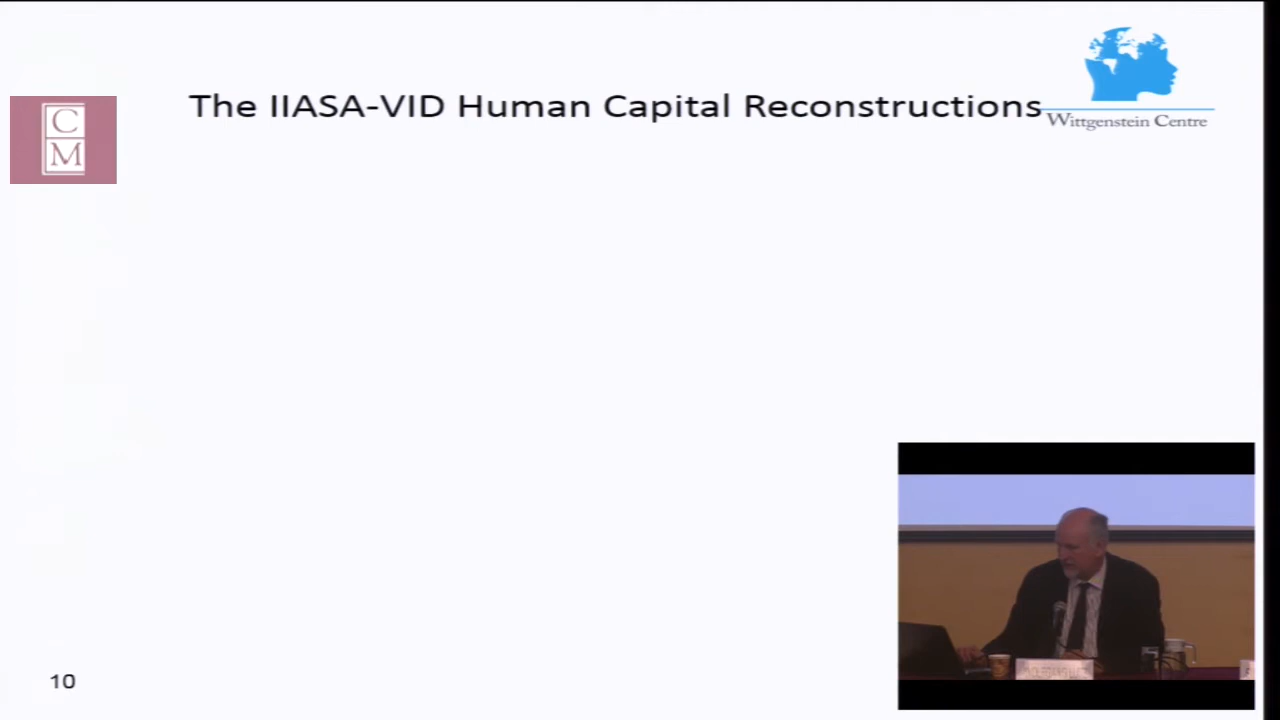 The IIASA-VID Human Capital Reconstructions
Wittgenstein Centre
C
M
10